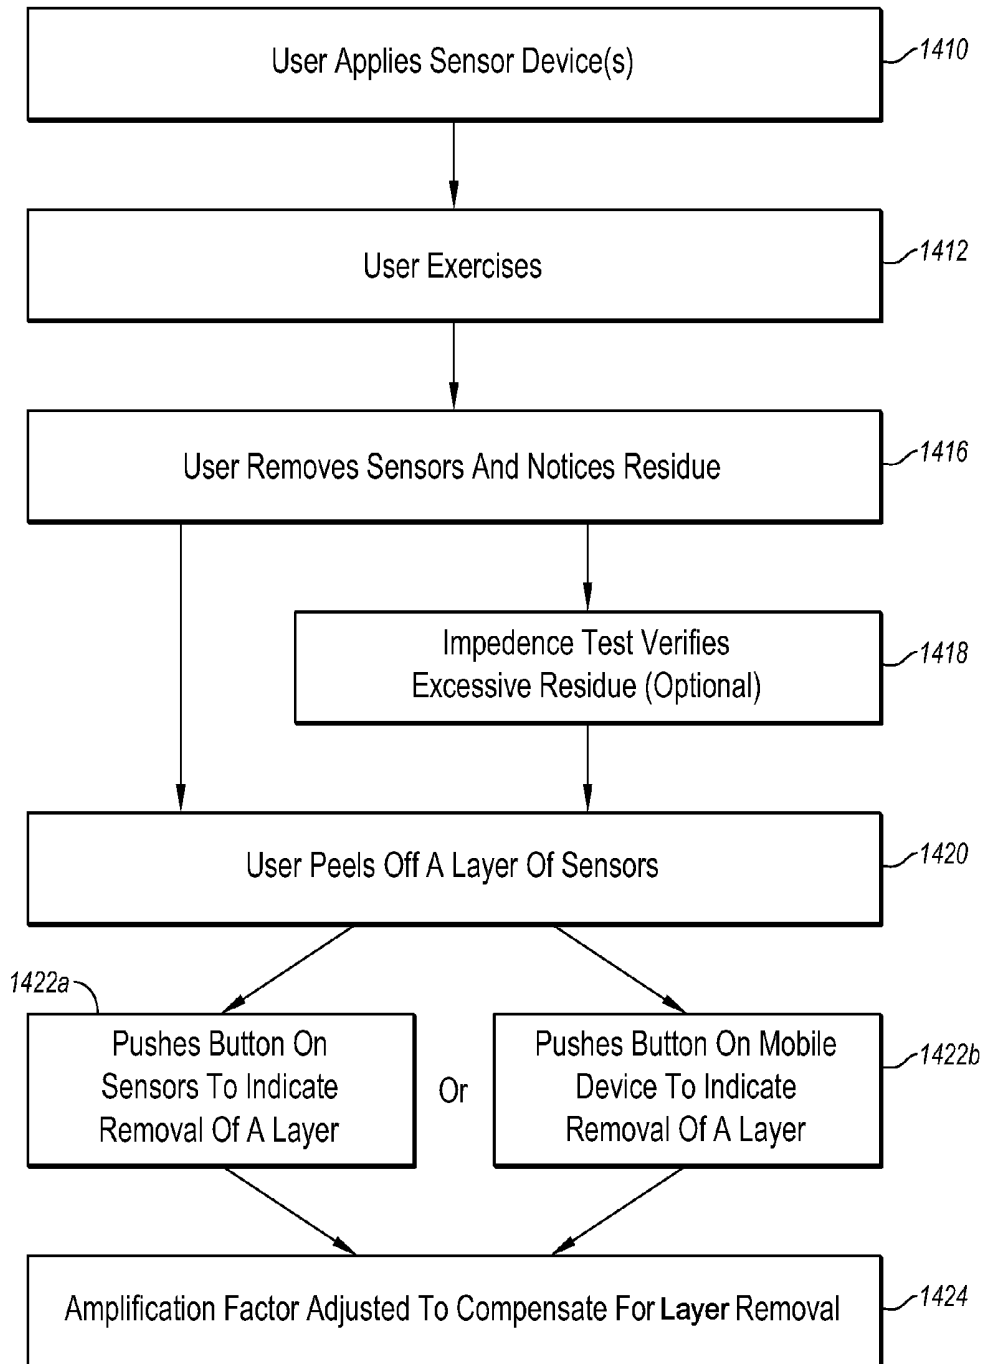 User Applies Sensor Device(s)
1410
User Exercises
1412
User Removes Sensors And Notices Residue
1416
Impedence Test Verifies
Excessive Residue (Optional)
1418
User Peels Off A Layer Of Sensors
1420
1422a
Pushes Button On
Sensors To Indicate
Removal Of A Layer
Or
Pushes Button On Mobile
Device To Indicate
Removal Of A Layer
1422b
Amplification Factor Adjusted To Compensate For Layer Removal
1424